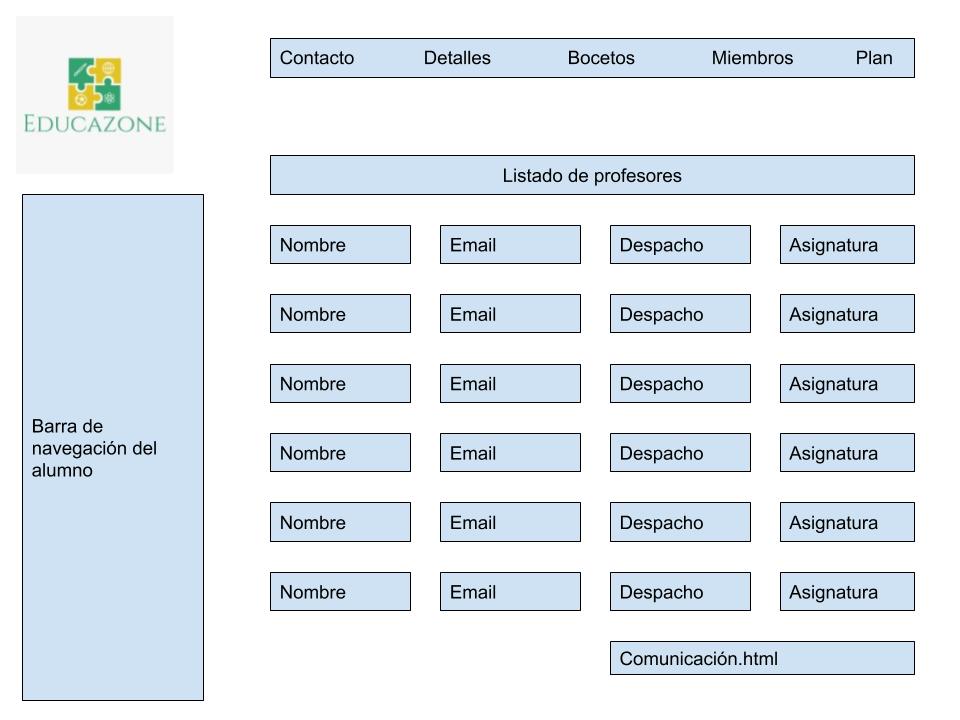 EDUCAZONE
Contacto Detalles Bocetos Miembros Plan
Listado de profesores
Barra de
navegación del
alumno
Nombre Email Despacho Asignatura
Nombre Email Despacho Asignatura
Nombre Email Despacho Asignatura
Nombre Email Despacho Asignatura
Nombre Email Despacho Asignatura
Nombre Email Despacho Asignatura
Comunicación.html